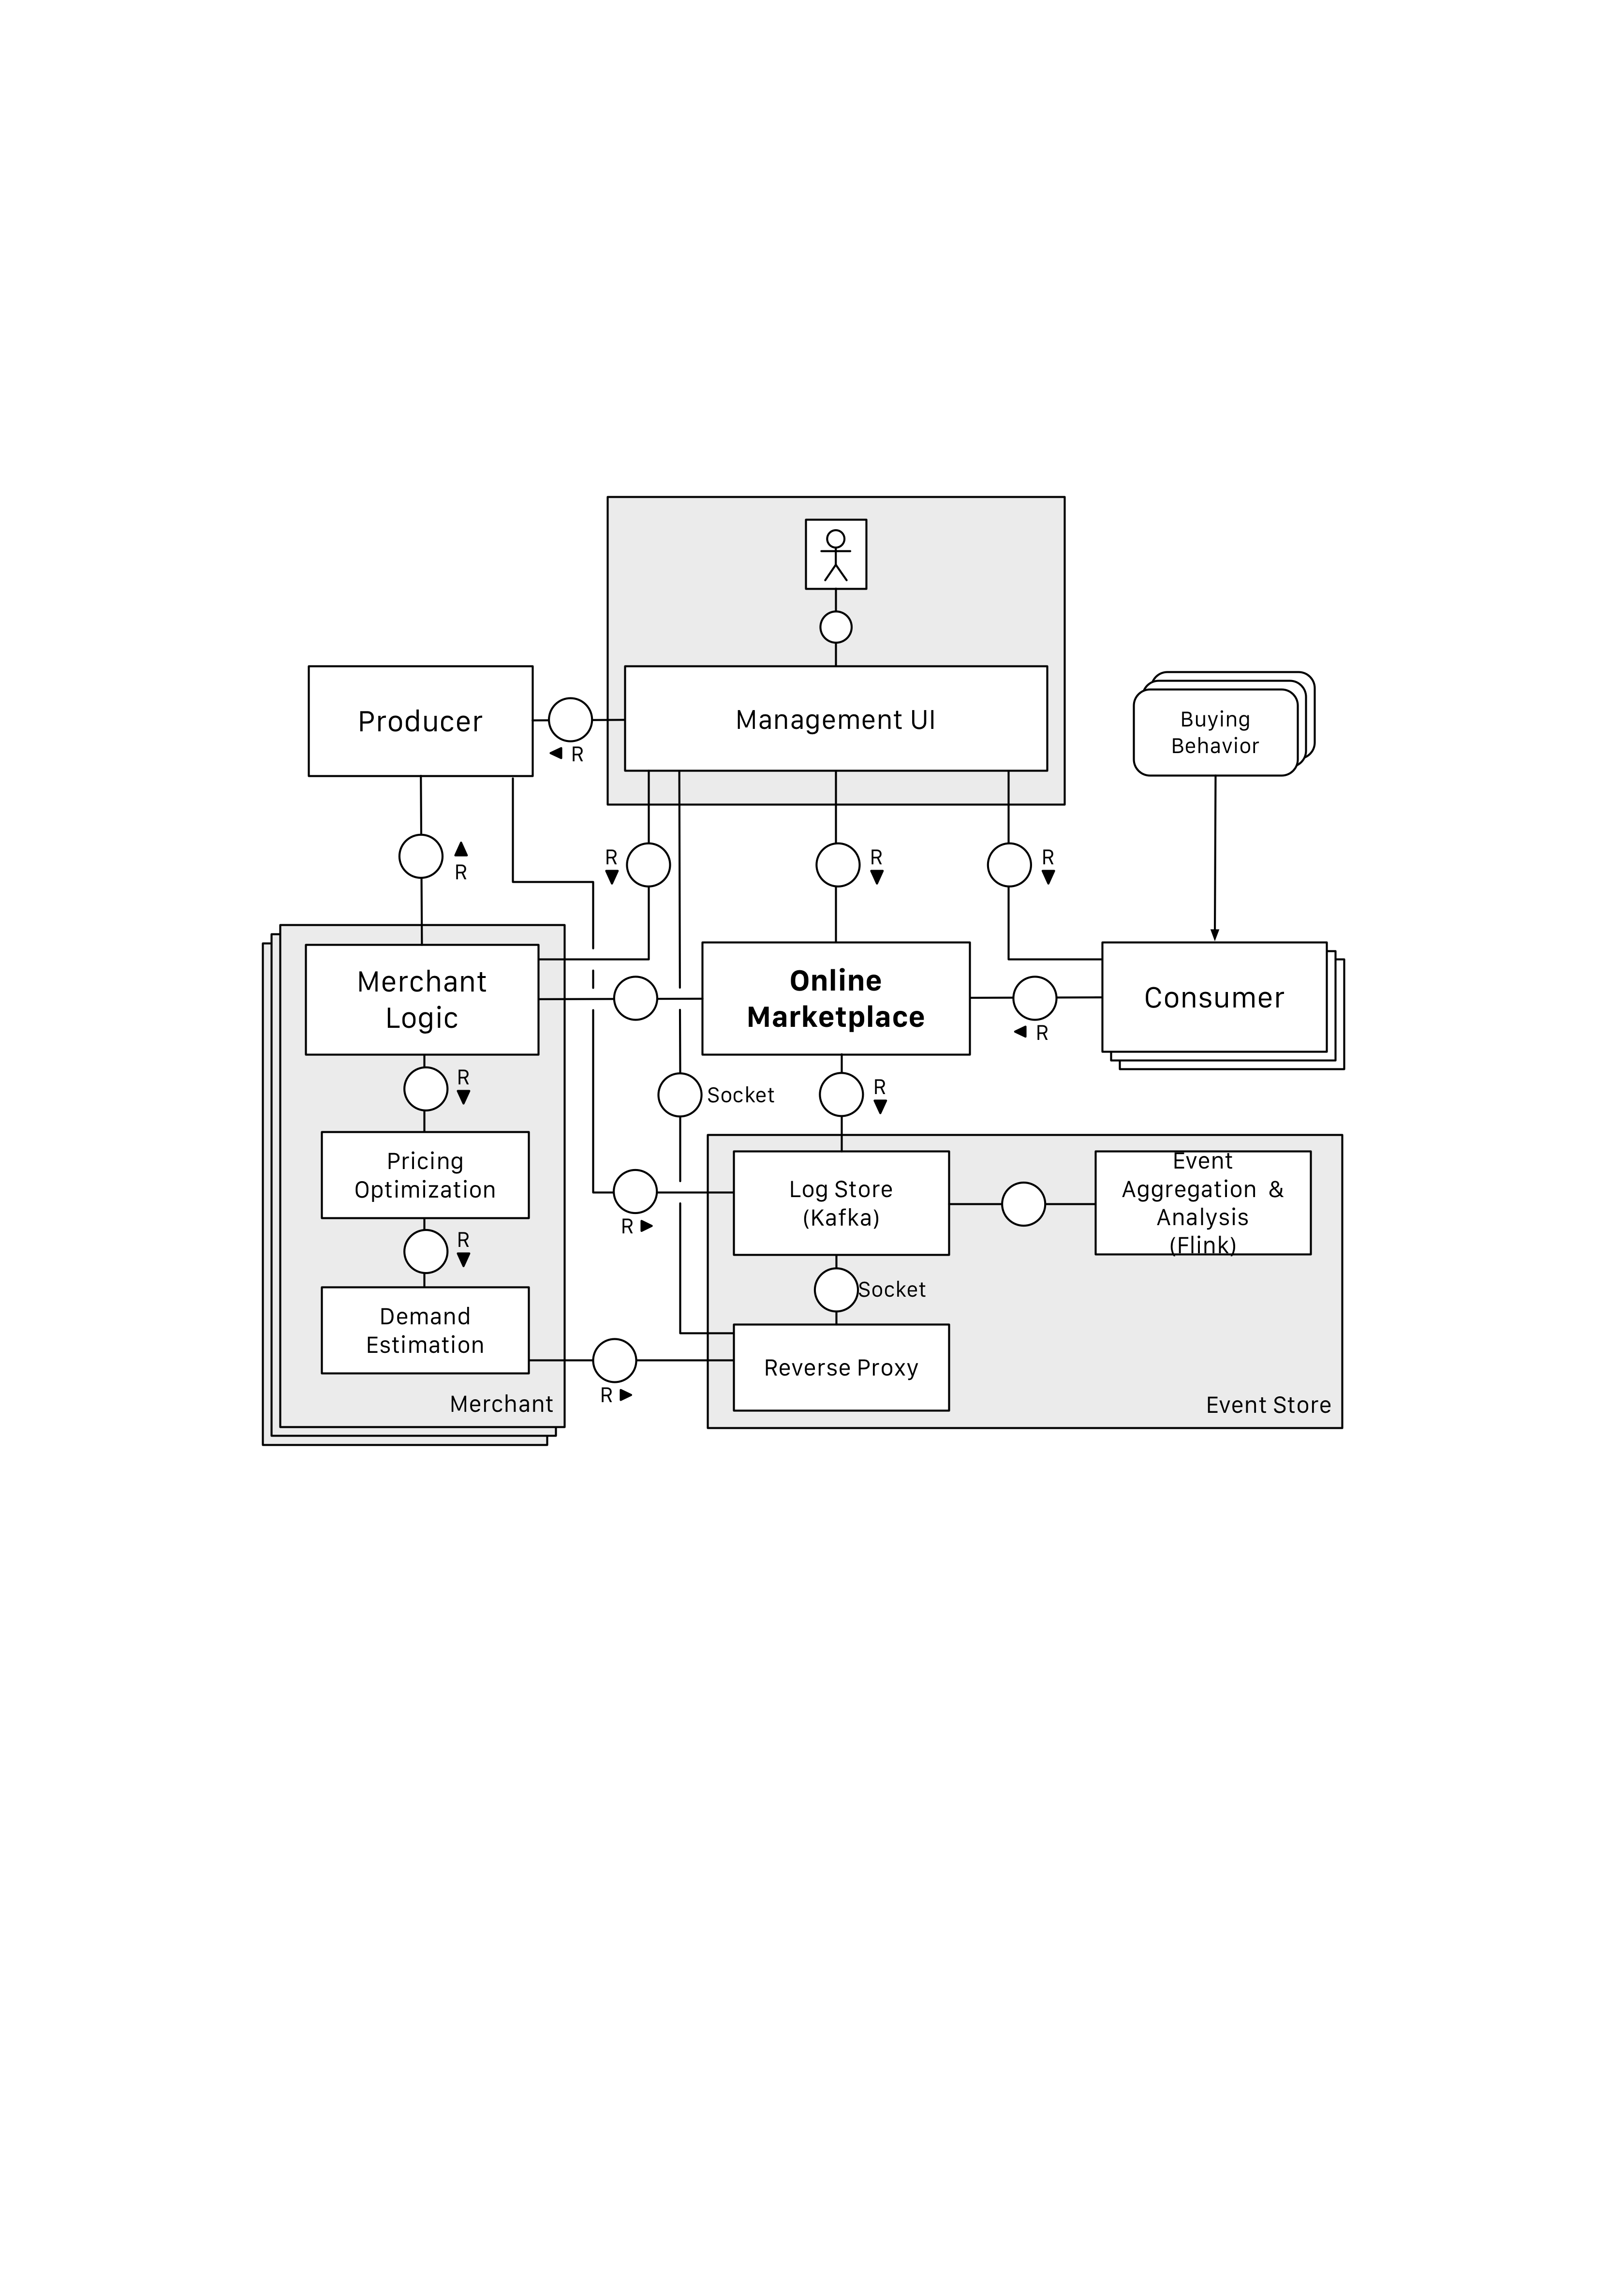 Producer
◄ R
Management UI
Buying
Behavior
▲
R
R
▼
R
▼
R
▼
Merchant
Logic
Online
Marketplace
Consumer
◄ R
R
▼
Socket
R
▼
Pricing
Optimization
R ►
Log Store
(Kafka)
Event
Aggregation &
Analysis
(Flink)
R
▼
Socket
Demand
Estimation
Reverse Proxy
R ►
Merchant
Event Store